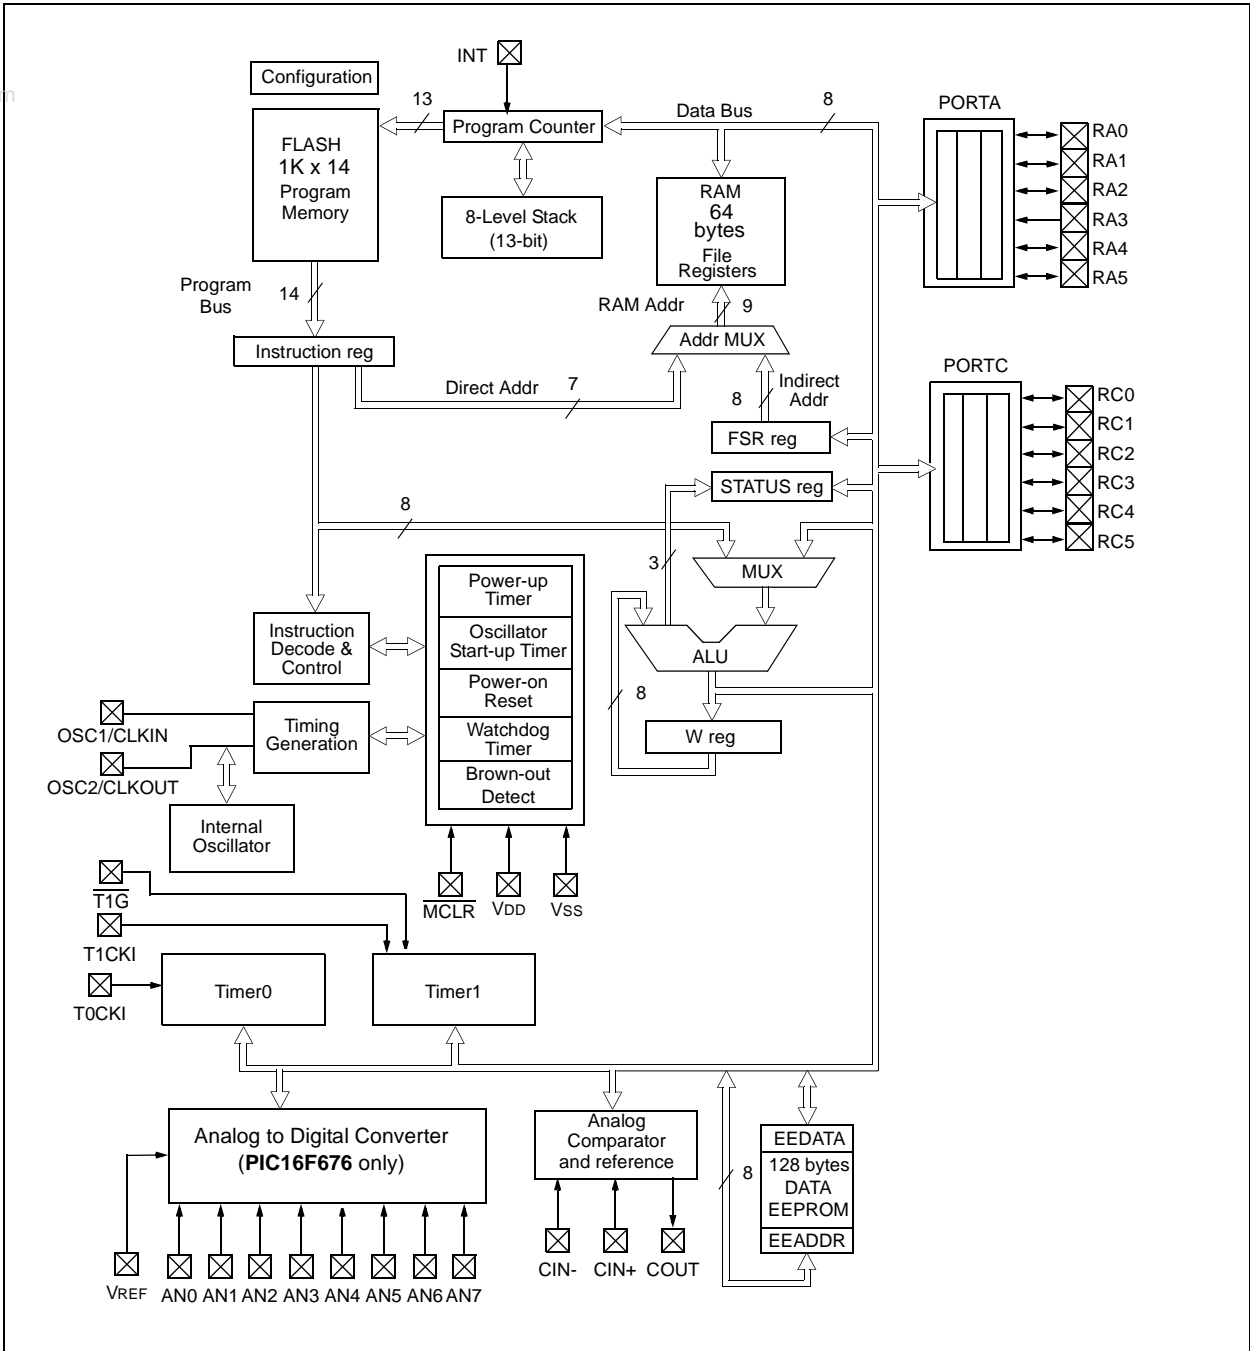 m
INT
Configuration
13
Data Bus
8
PORTA
FLASH
1K x 14
Program
Memory
Program Counter
8-Level Stack
(13-bit)
RAM
64
bytes
File
Registers
RA0
RA1
RA2
RA3
RA4
RA5
Program
Bus
14
RAM Addr
9
Addr MUX
Instruction reg
Direct Addr
7
8
Indirect
Addr
FSR reg
PORTC
RC0
RC1
RC2
RC3
RC4
RC5
STATUS reg
8
3
MUX
Power-up
Timer
Oscillator
Start-up Timer
Power-on
Reset
Watchdog
Timer
Brown-out
Detect
Instruction
Decode &
Control
ALU
8
W reg
OSC1/CLKIN
OSC2/CLKOUT
Timing
Generation
Internal
Oscillator
T1G
MCLR
VDD
VSS
T1CKI
T0CKI
Timer0
Timer1
Analog to Digital Converter
(PIC16F676 only)
Analog
Comparator
and reference
EEDATA
128 bytes
DATA
EEPROM
EEADDR
8
VREF
AN0 AN1 AN2 AN3 AN4 AN5 AN6 AN7
CIN- CIN+ COUT